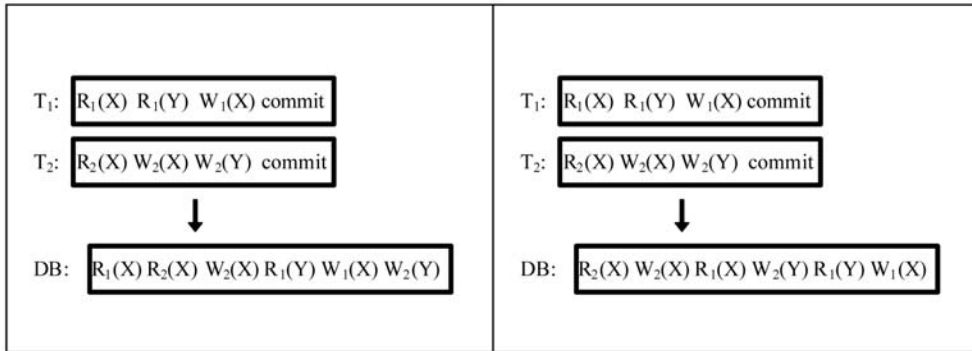 T₁: R₁(X) R₁(Y) W₁(X) commit
T₂: R₂(X) W₂(X) W₂(Y) commit
DB: R₁(X) R₂(X) W₂(X) R₁(Y) W₁(X) W₂(Y)
T₁: R₁(X) R₁(Y) W₁(X) commit
T₂: R₂(X) W₂(X) W₂(Y) commit
DB: R₂(X) W₂(X) R₁(X) W₂(Y) R₁(Y) W₁(X)